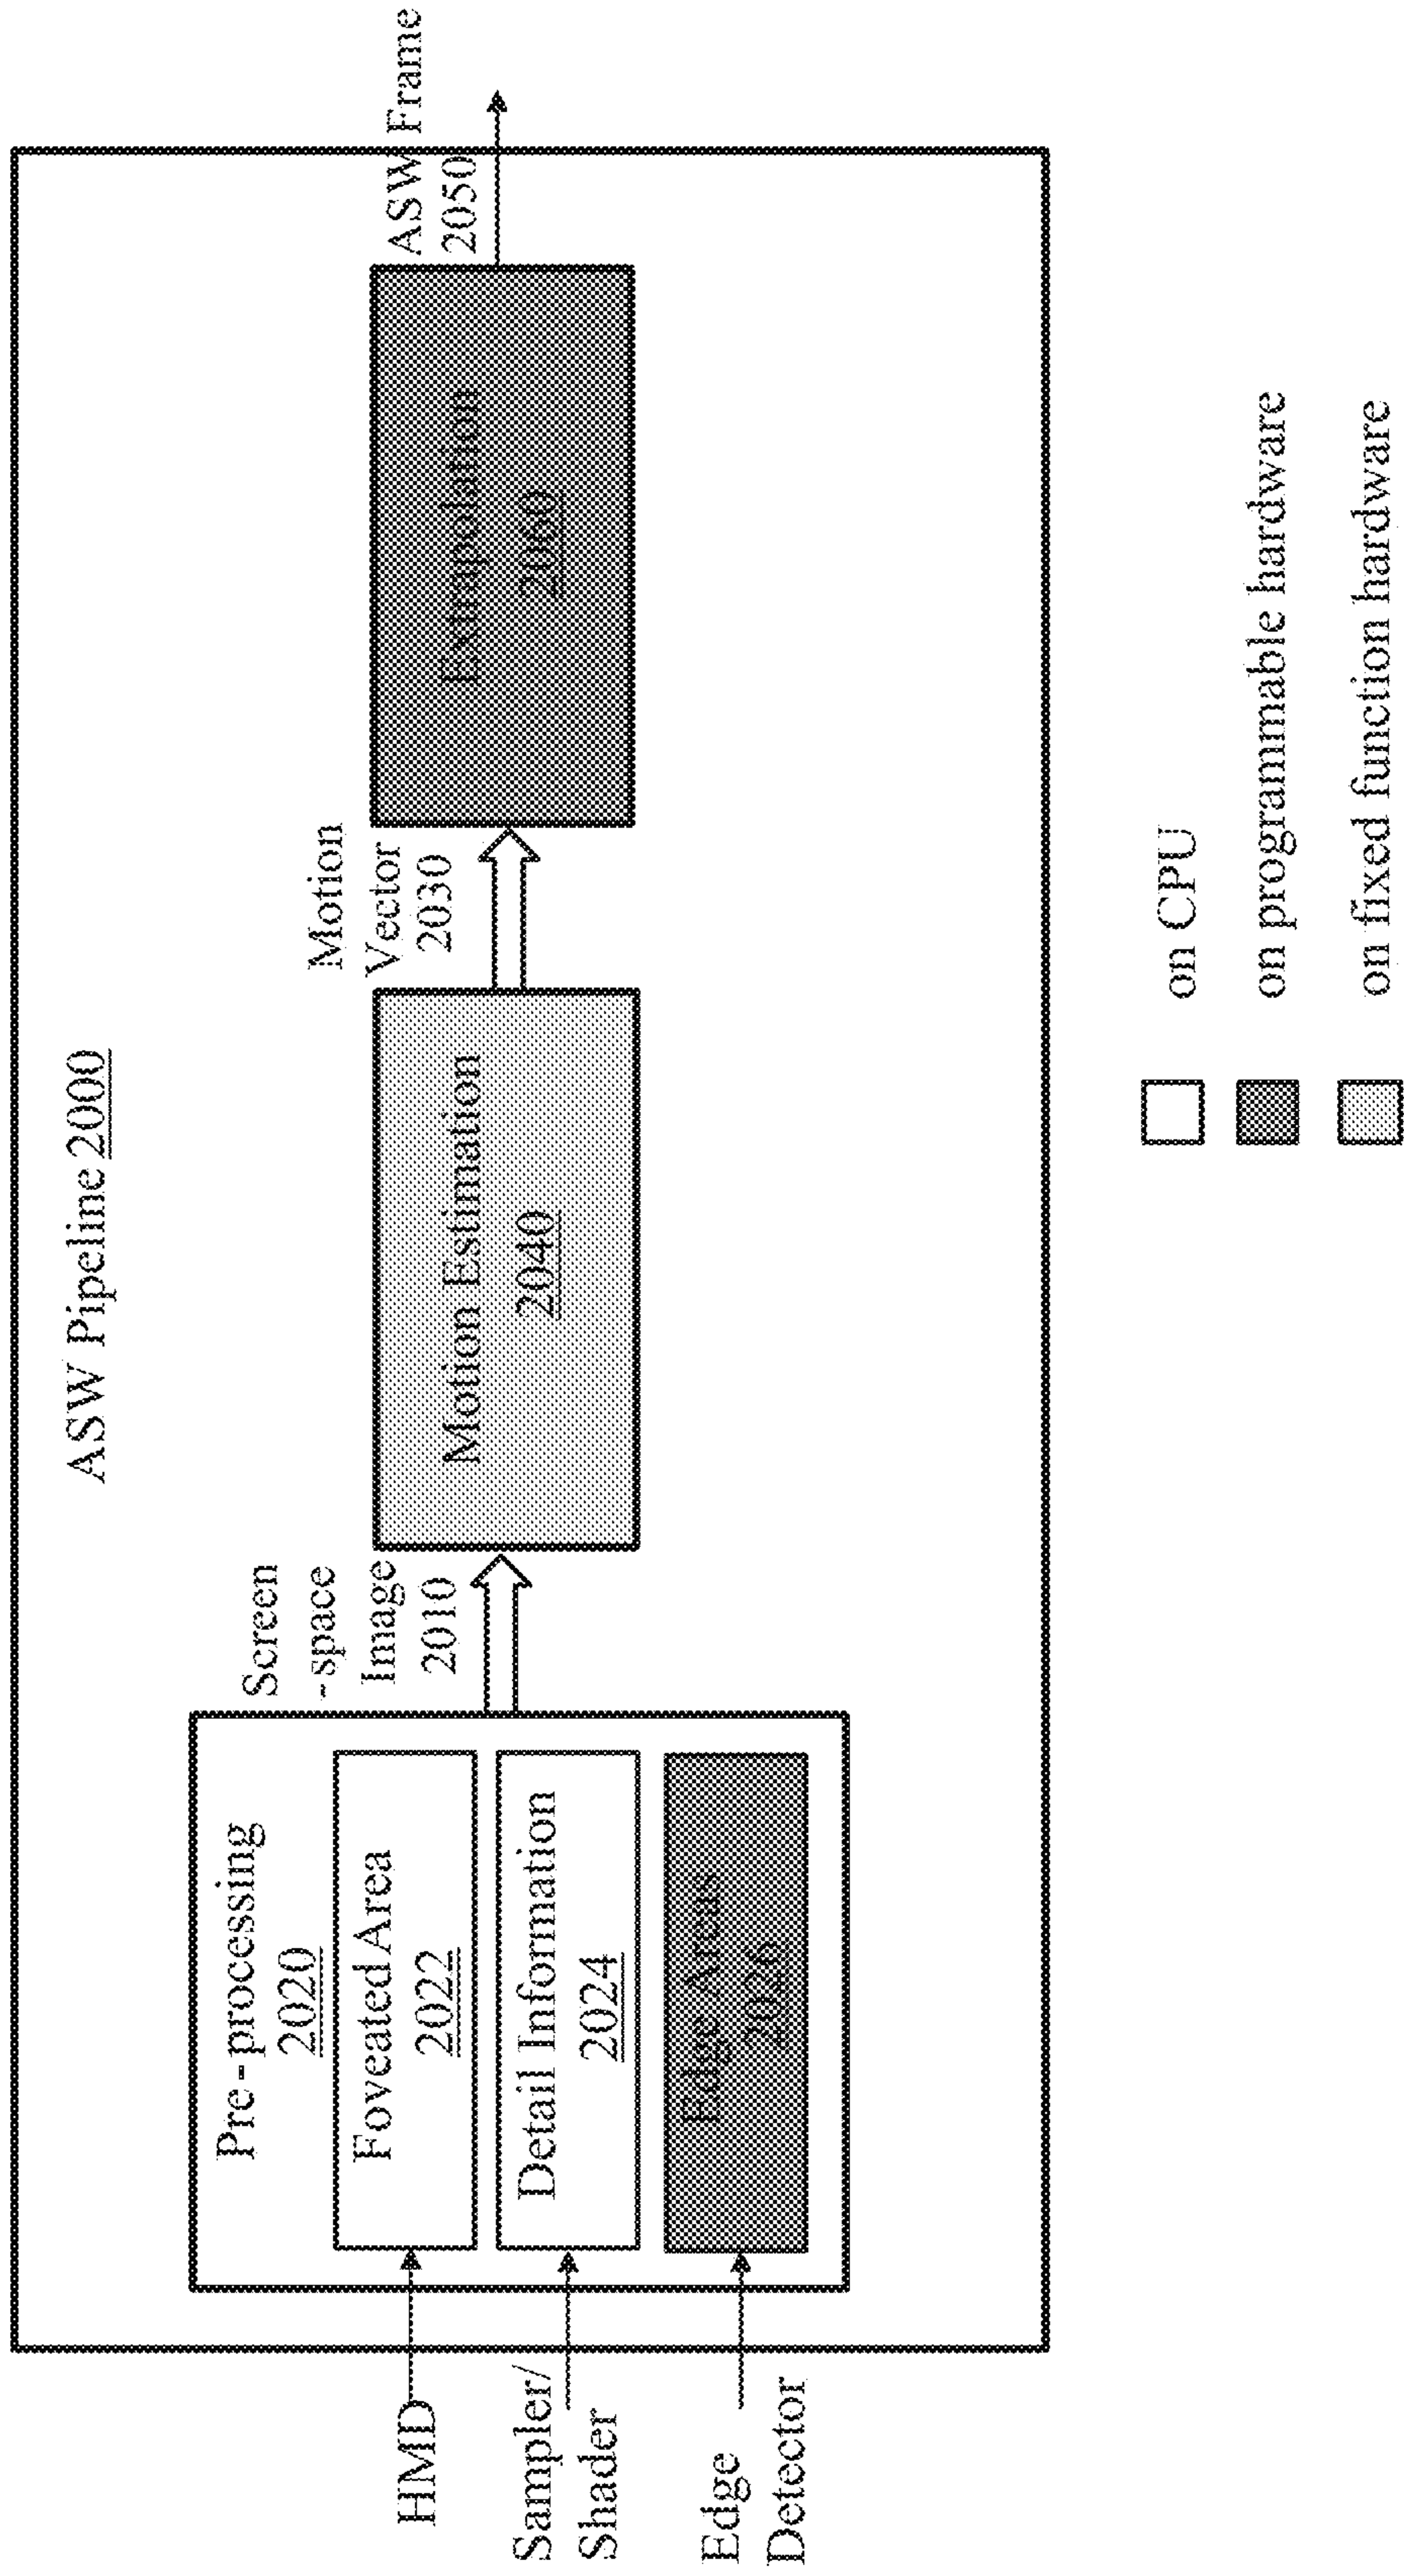 ASW Pipeline 2000
HMD
Sampler/
Shader
Edge
Detector
Pre-processing
2020
Foveated Area
2022
Detail Information
2024
Edge Areas
2026
Screen
-space
Image
2010
Motion Estimation
2040
Motion
Vector
2030
Extrapolation
2060
ASW Frame
2050
on CPU
on programmable hardware
on fixed function hardware